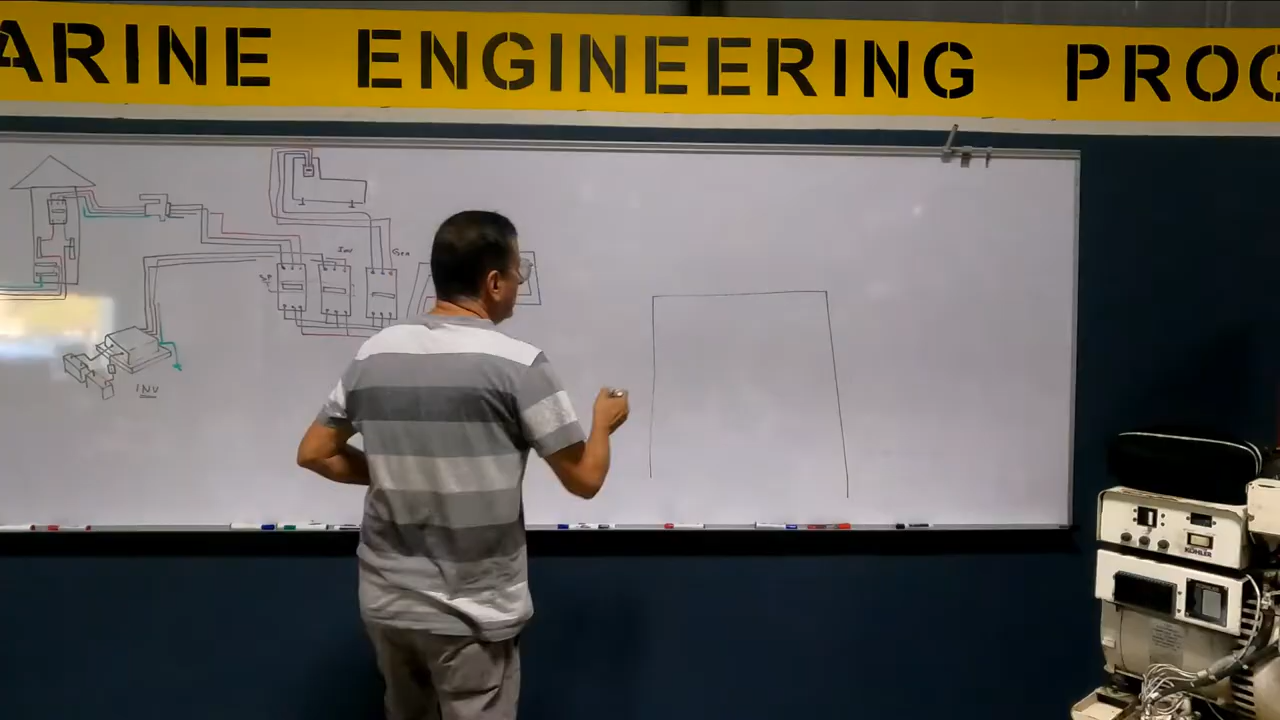 ARINE ENGINEERING PROG
Inv
Gen
INV
KOHLER